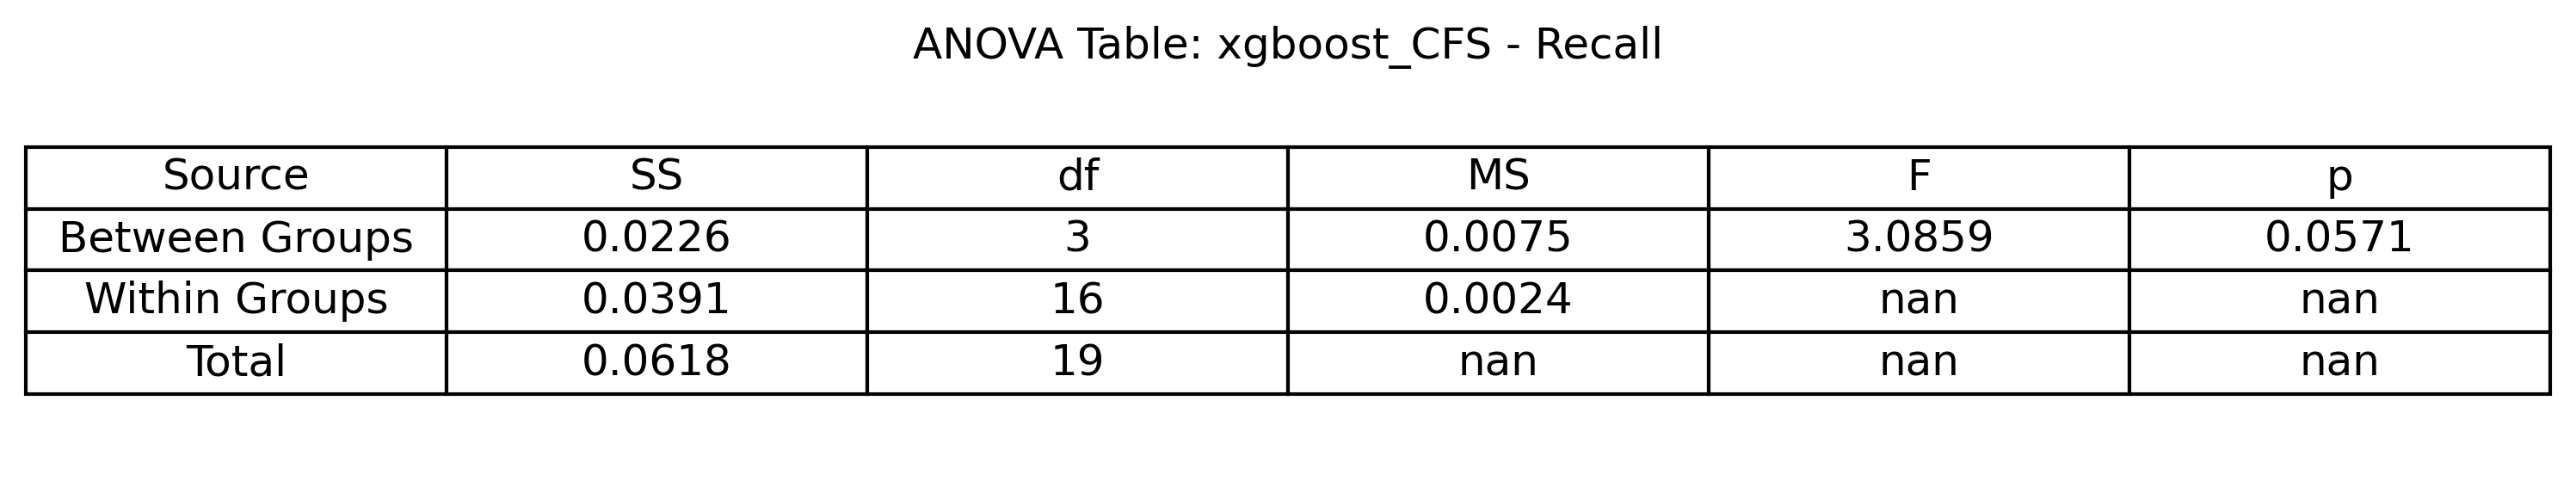 ANOVA Table: xgboost_CFS - Recall
Source SS df MS F p
Between Groups 0.0226 3 0.0075 3.0859 0.0571
Within Groups 0.0391 16 0.0024 nan nan
Total 0.0618 19 nan nan nan